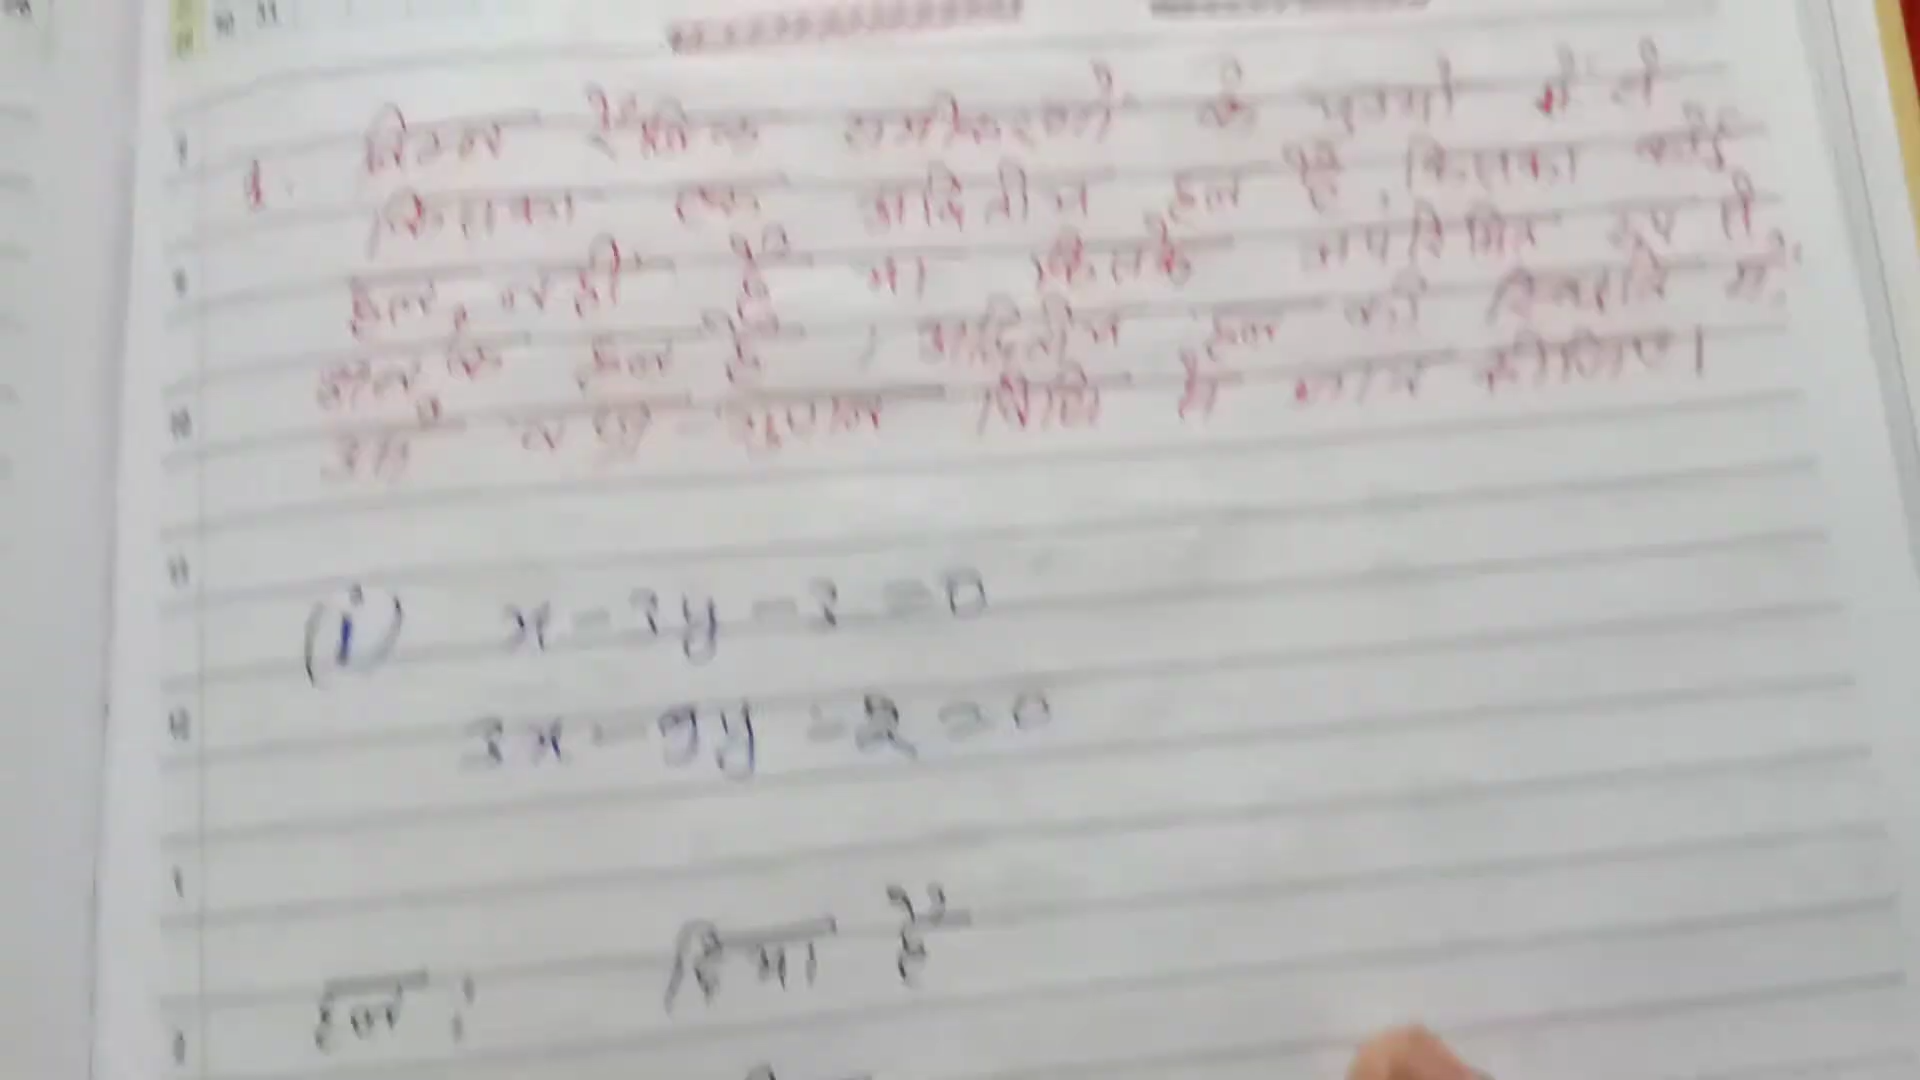 1. निम्न रैखिक समीकरणों के युग्मों में से
किसका एक अद्वितीय हल है, किसका कोई
हल नहीं है या किसके अपरिमित रूप से
अनेक हल हैं। अद्वितीय हल की स्थिति में
उसे वज्र गुणन विधि से ज्ञात कीजिए।
(i) x - 3y - 3 = 0
3x - 9y - 2 = 0
हल : दिया है